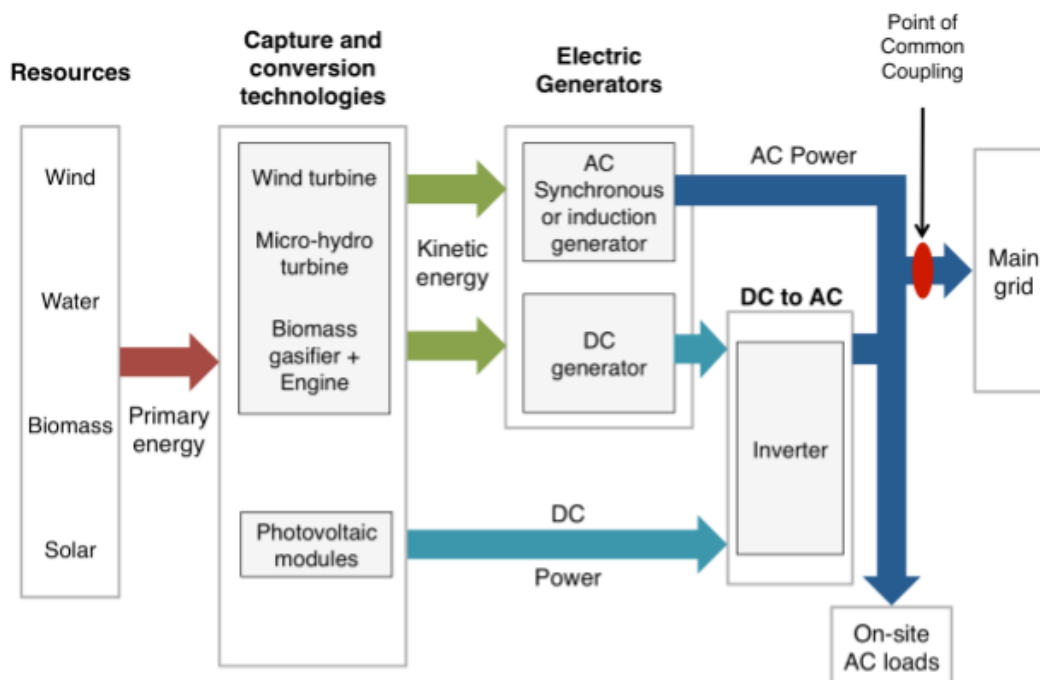 Resources
Wind
Water
Biomass
Solar
Primary
energy
Capture and
conversion
technologies
Wind turbine
Micro-hydro
turbine
Biomass
gasifier +
Engine
Photovoltaic
modules
Kinetic
energy
DC
Power
Electric
Generators
AC
Synchronous
or induction
generator
DC
generator
AC Power
DC to AC
Inverter
Point of
Common
Coupling
Main
grid
On-site
AC loads